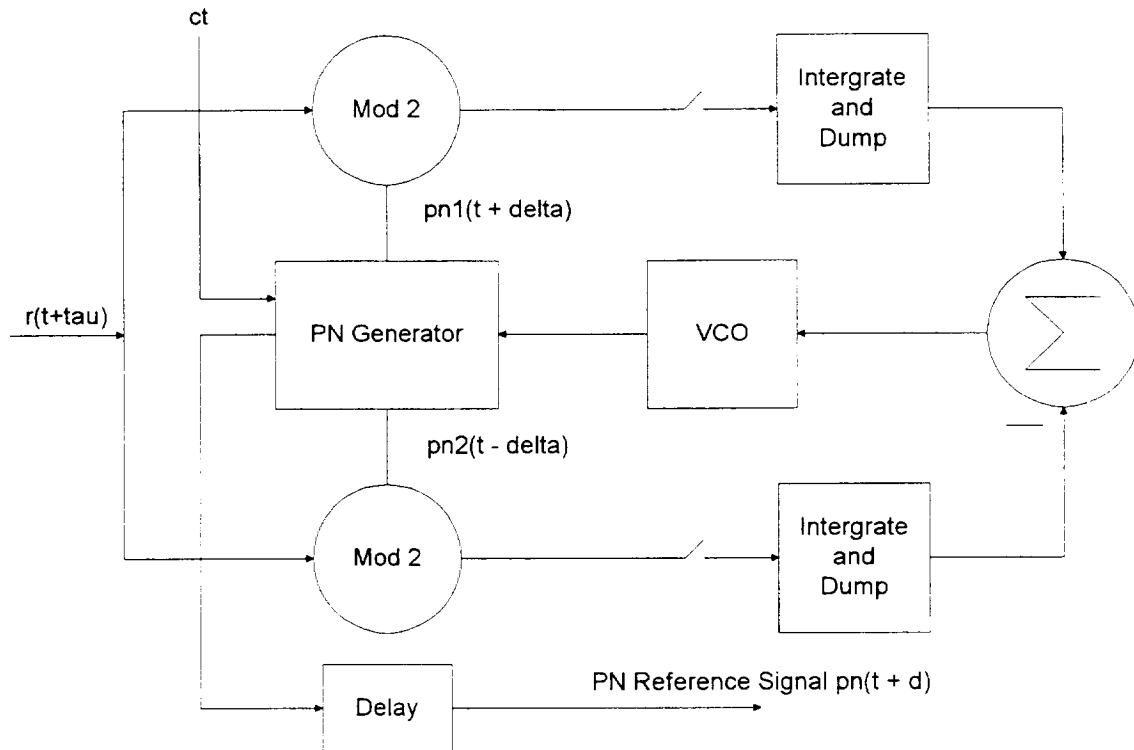 ct
Intergrate
and
Dump
Mod 2
pn1(t + delta)
r(t+tau)
PN Generator
VCO
pn2(t - delta)
Intergrate
and
Dump
Mod 2
PN Reference Signal pn(t + d)
Delay